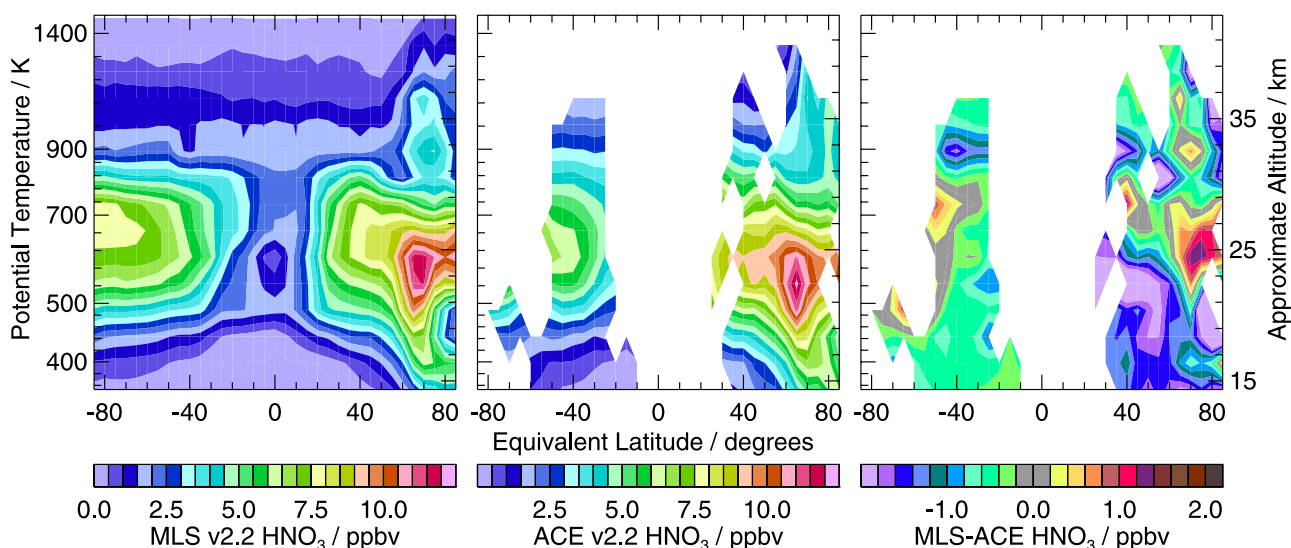 Potential Temperature / K
1400
900
700
500
400
-80 -40 0 40 80
-80 -40 0 40 80
-80 -40 0 40 80
35
25
15
Approximate Altitude / km
Equivalent Latitude / degrees
0.0 2.5 5.0 7.5 10.0
MLS v2.2 HNO₃ / ppbv
2.5 5.0 7.5 10.0
ACE v2.2 HNO₃ / ppbv
-1.0 0.0 1.0 2.0
MLS-ACE HNO₃ / ppbv